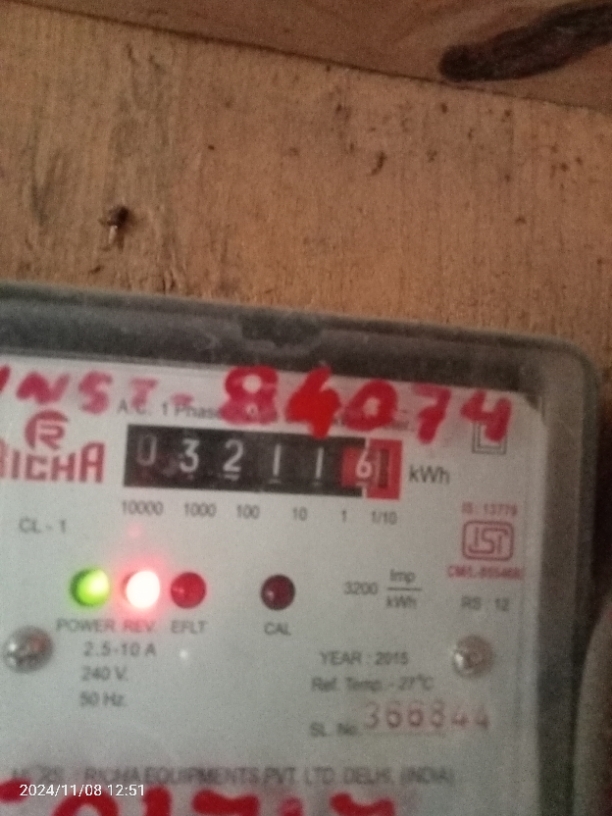 INST - 84074
A.C. 1 Phase
RICHA
032116 kWh
10000 1000 100 10 1 1/10
CL - 1
IS : 13779
ISI
3200 Imp/kWh
RS : 12
POWER REV. EFLT CAL
2.5-10 A
240 V.
50 Hz.
YEAR : 2015
Ref. Temp. - 27°C
SL. No. 366844
RICHA EQUIPMENTS PVT. LTD. DELHI, (INDIA)
2024/11/08 12:51